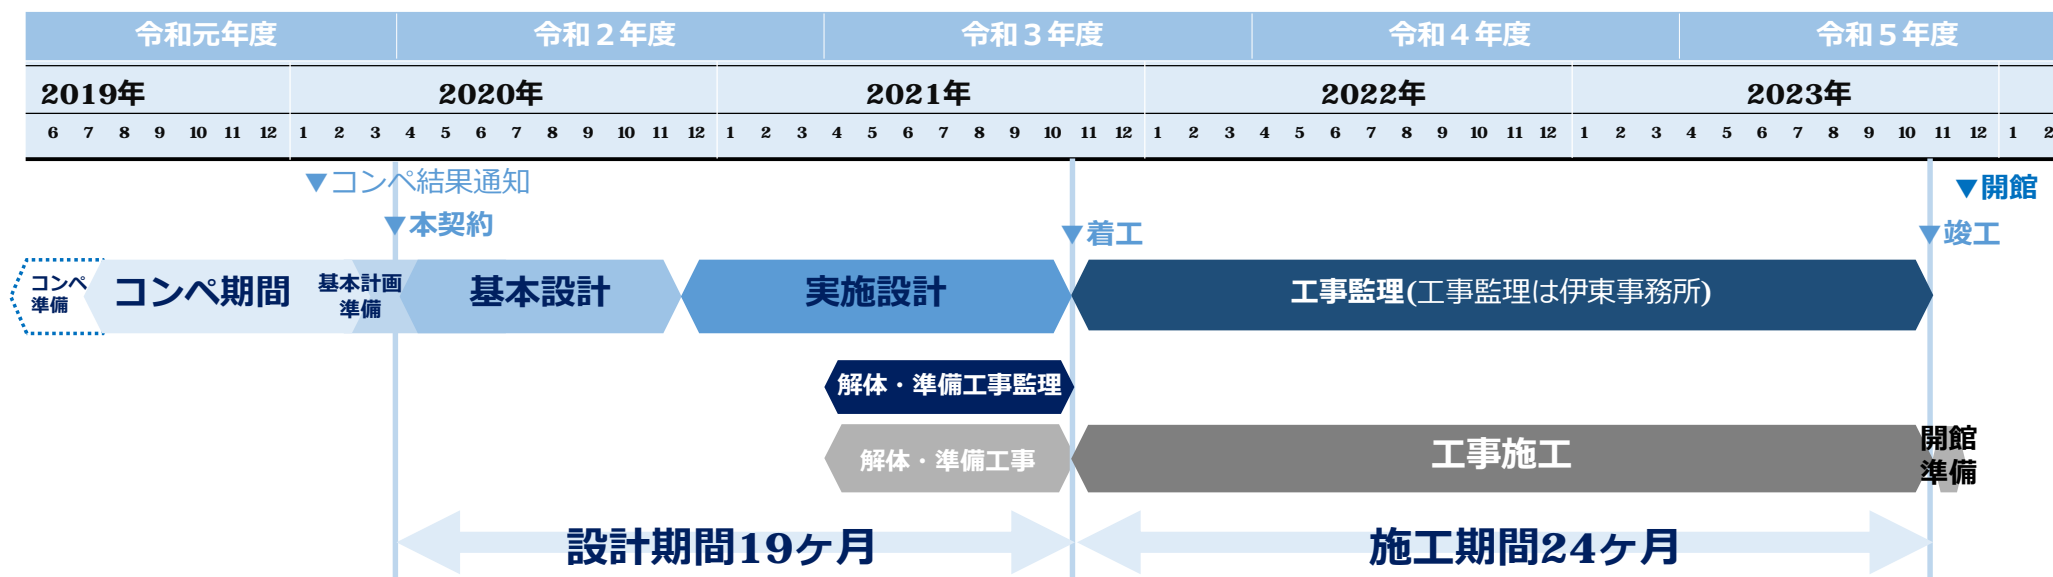 令和元年度 令和２年度 令和３年度 令和４年度 令和５年度
2019年 2020年 2021年 2022年 2023年
6 7 8 9 10 11 12 1 2 3 4 5 6 7 8 9 10 11 12 1 2 3 4 5 6 7 8 9 10 11 12 1 2 3 4 5 6 7 8 9 10 11 12 1 2 3 4 5 6 7 8 9 10 11 12 1 2
▼コンペ結果通知
▼開館
▼本契約
▼着工
▼竣工
コンペ
準備
コンペ期間
基本計画
準備
基本設計
実施設計
工事監理(工事監理は伊東事務所)
解体・準備工事監理
解体・準備工事
工事施工
開館
準備
設計期間19ヶ月
施工期間24ヶ月